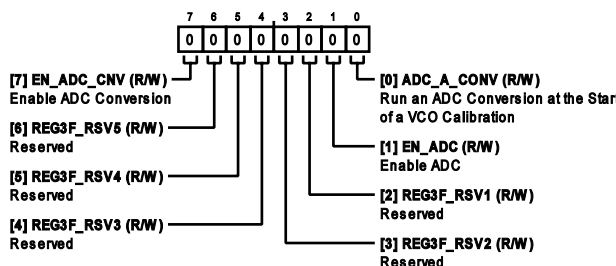 7 6 5 4 3 2 1 0
0 0 0 0 0 0 0 0
[7] EN_ADC_CNV (R/W)
Enable ADC Conversion
[6] REG3F_RSV5 (R/W)
Reserved
[5] REG3F_RSV4 (R/W)
Reserved
[4] REG3F_RSV3 (R/W)
Reserved
[0] ADC_A_CONV (R/W)
Run an ADC Conversion at the Star
of a VCO Calibration
[1] EN_ADC (R/W)
Enable ADC
[2] REG3F_RSV1 (R/W)
Reserved
[3] REG3F_RSV2 (R/W)
Reserved